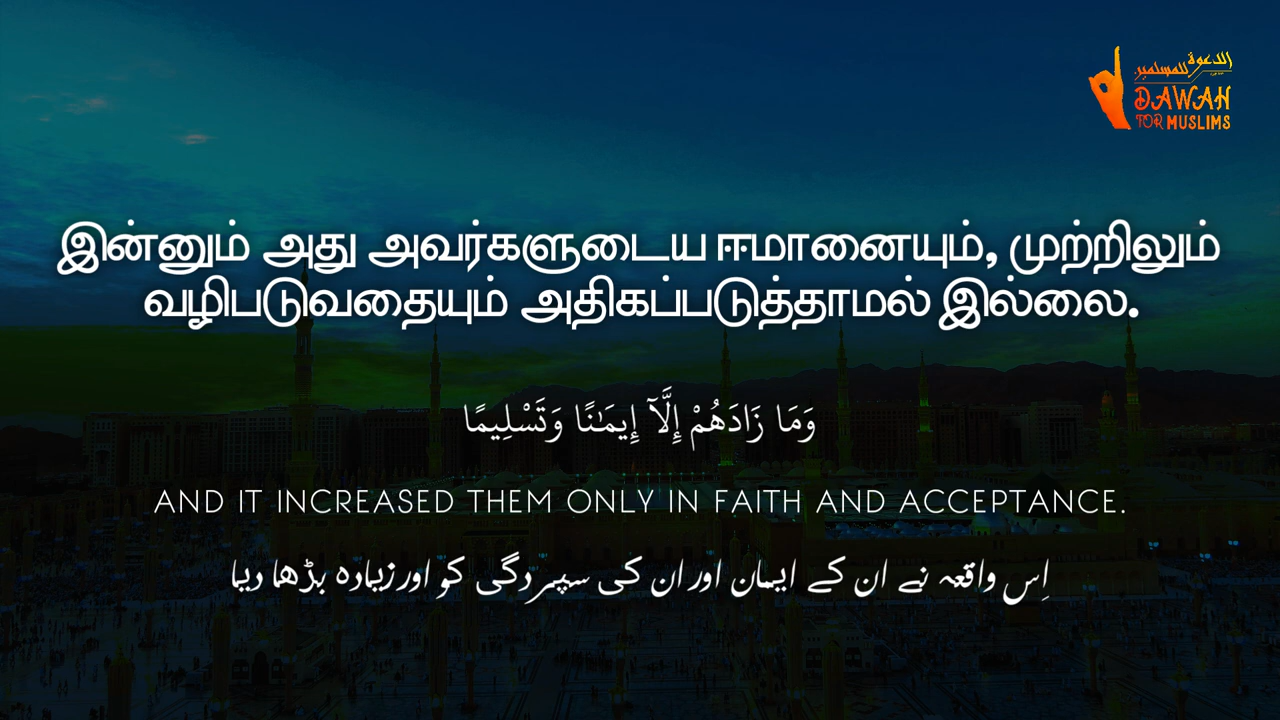 الدعوة للمسلمين
DAWAH
FOR MUSLIMS
இன்னும் அது அவர்களுடைய ஈமானையும், முற்றிலும்
வழிபடுவதையும் அதிகப்படுத்தாமல் இல்லை.
وَمَا زَادَهُمْ إِلَّآ إِيمَـٰنًا وَتَسْلِيمًا
AND IT INCREASED THEM ONLY IN FAITH AND ACCEPTANCE.
اِس واقعہ نے ان کے ایمان اور ان کی سپردگی کو اور زیادہ بڑھا دیا